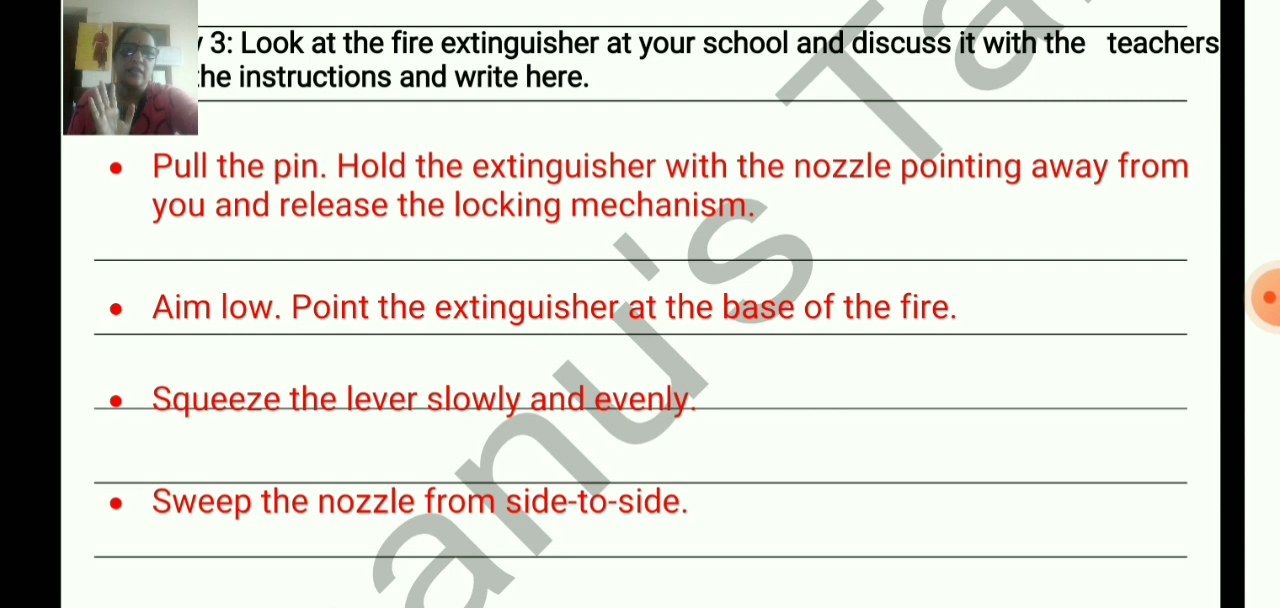 3: Look at the fire extinguisher at your school and discuss it with the teachers
the instructions and write here.
• Pull the pin. Hold the extinguisher with the nozzle pointing away from
you and release the locking mechanism.
• Aim low. Point the extinguisher at the base of the fire.
• Squeeze the lever slowly and evenly.
• Sweep the nozzle from side-to-side.
anu's Ta